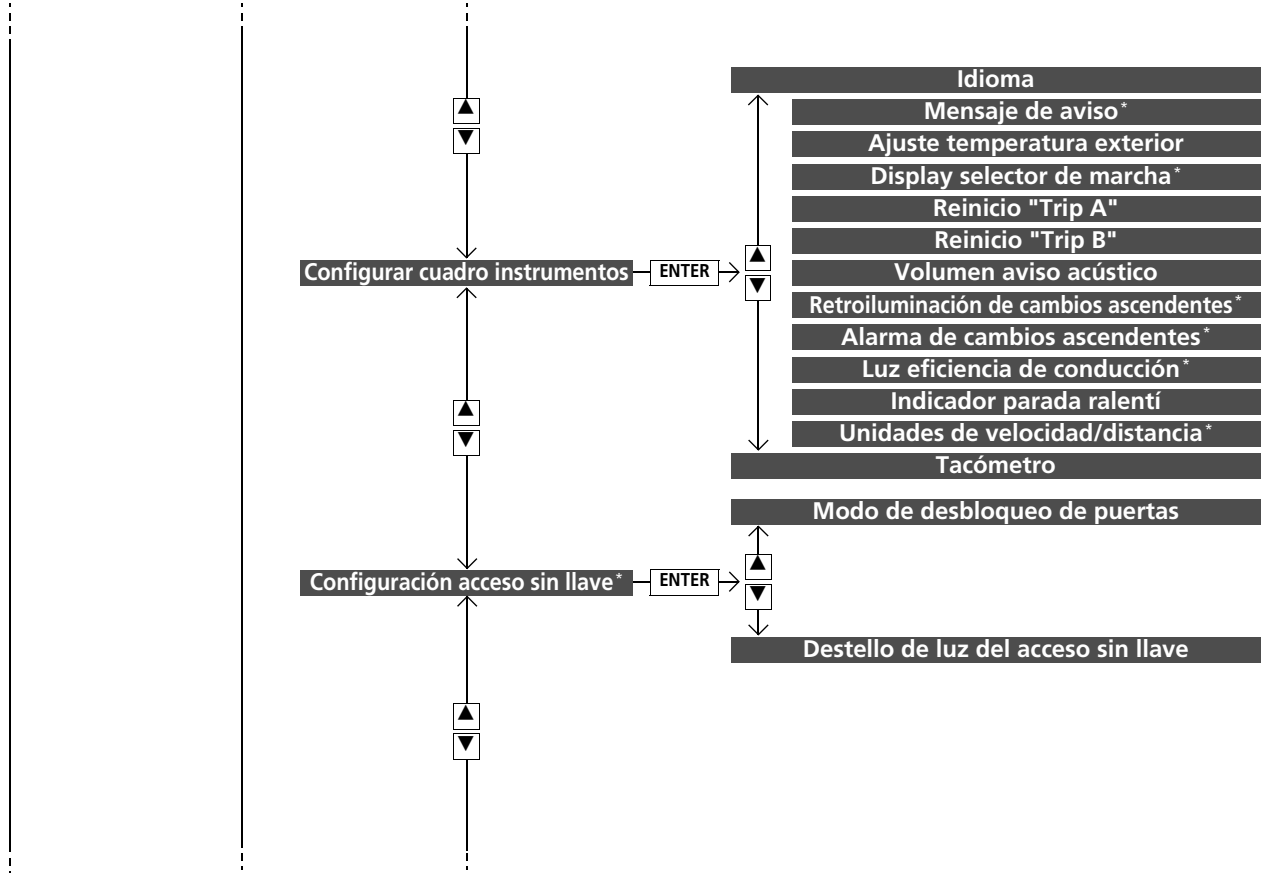 Idioma
Mensaje de aviso*
Ajuste temperatura exterior
Display selector de marcha*
Reinicio "Trip A"
Reinicio "Trip B"
Configurar cuadro instrumentos
ENTER
Volumen aviso acústico
Retroiluminación de cambios ascendentes*
Alarma de cambios ascendentes*
Luz eficiencia de conducción*
Indicador parada ralentí
Unidades de velocidad/distancia*
Tacómetro
Modo de desbloqueo de puertas
Configuración acceso sin llave*
ENTER
Destello de luz del acceso sin llave